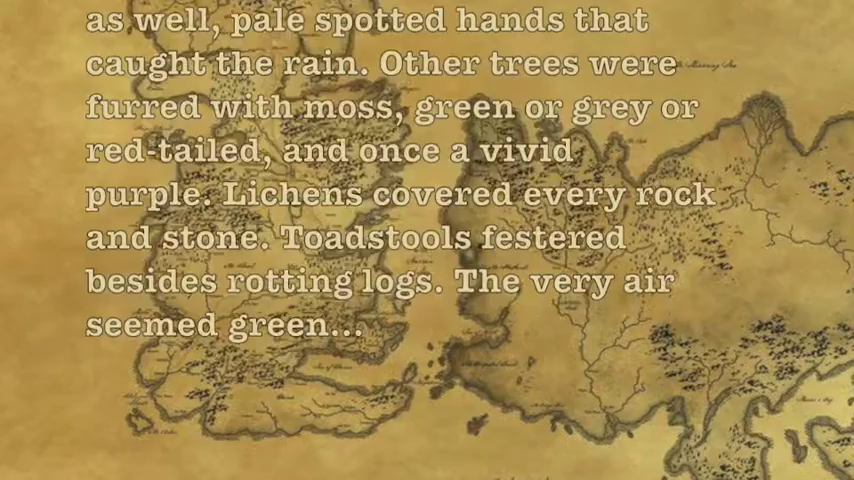 as well, pale spotted hands that
caught the rain. Other trees were
furred with moss, green or grey or
red-tailed, and once a vivid
purple. Lichens covered every rock
and stone. Toadstools festered
besides rotting logs. The very air
seemed green...